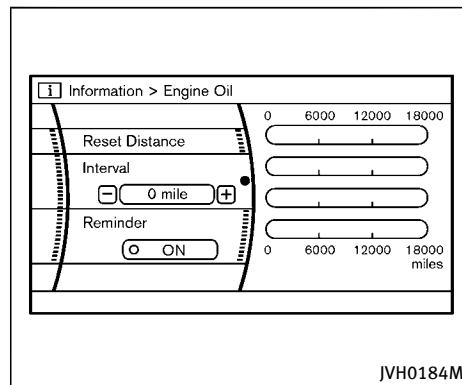 i Information > Engine Oil
0 6000 12000 18000
Reset Distance
Interval
− 0 mile +
Reminder
ON
0 6000 12000 18000
miles
JVH0184M